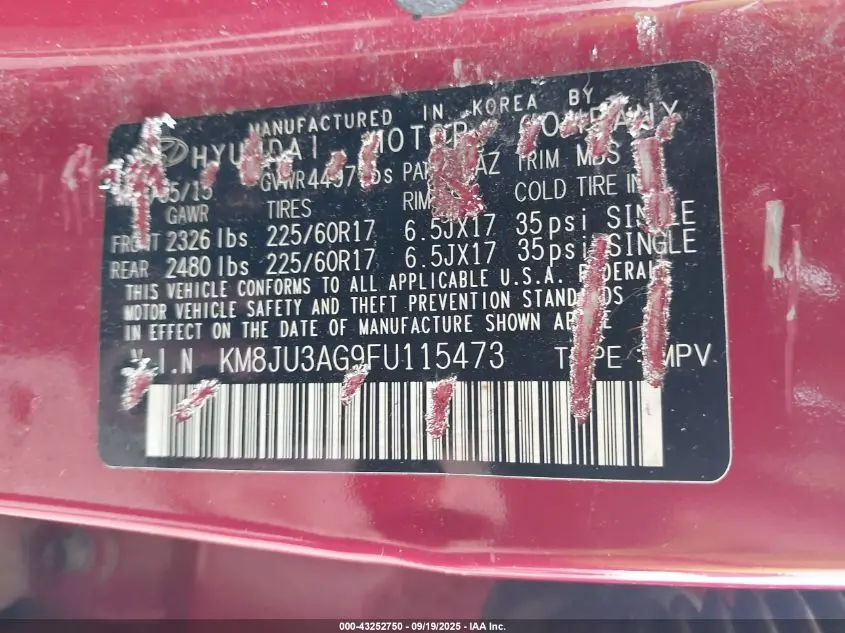 MANUFACTURED IN KOREA BY
HYUNDAI MOTOR COMPANY
05/15 GVWR TRIM MDS
GAWR TIRES RIM COLD TIRE
FRONT 2326 lbs 225/60R17 6.5JX17 35psi SINGLE
REAR 2480 lbs 225/60R17 6.5JX17 35psi SINGLE
THIS VEHICLE CONFORMS TO ALL APPLICABLE U.S.A. FEDERAL
MOTOR VEHICLE SAFETY AND THEFT PREVENTION STANDARDS
IN EFFECT ON THE DATE OF MANUFACTURE SHOWN
V.I.N KM8JU3AG9FU115473 TYPE : MPV
000-43252750 - 09/19/2025 - IAA Inc.